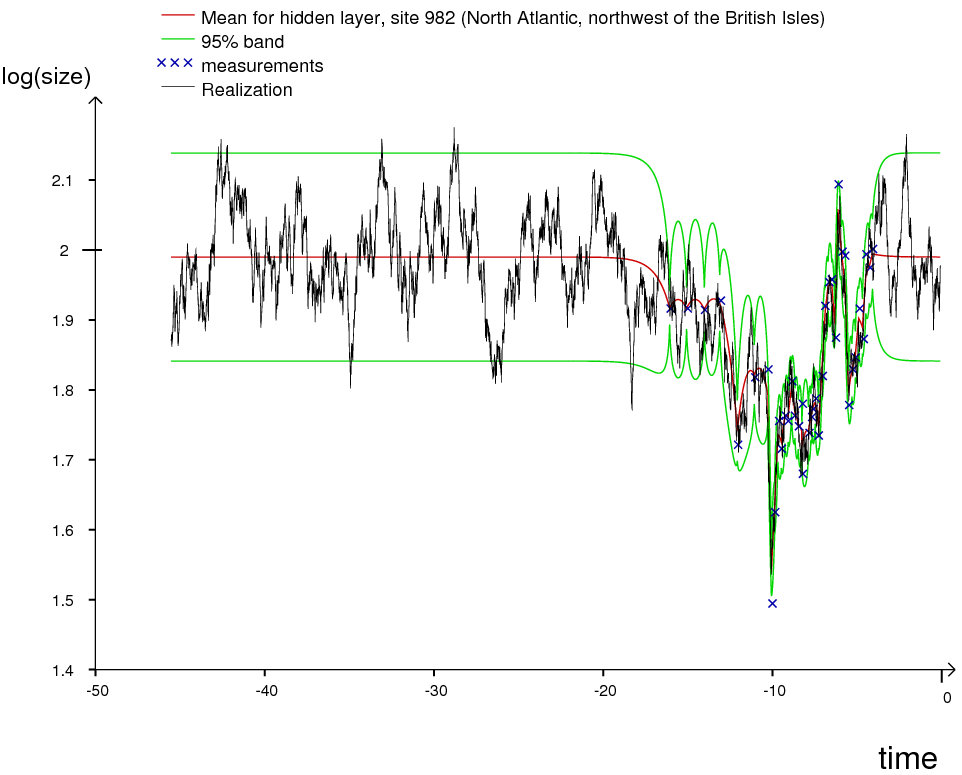 Mean for hidden layer, site 982 (North Atlantic, northwest of the British Isles)
95% band
measurements
Realization
log(size)
2.1
2
1.9
1.8
1.7
1.6
1.5
1.4
-50 -40 -30 -20 -10 0
time